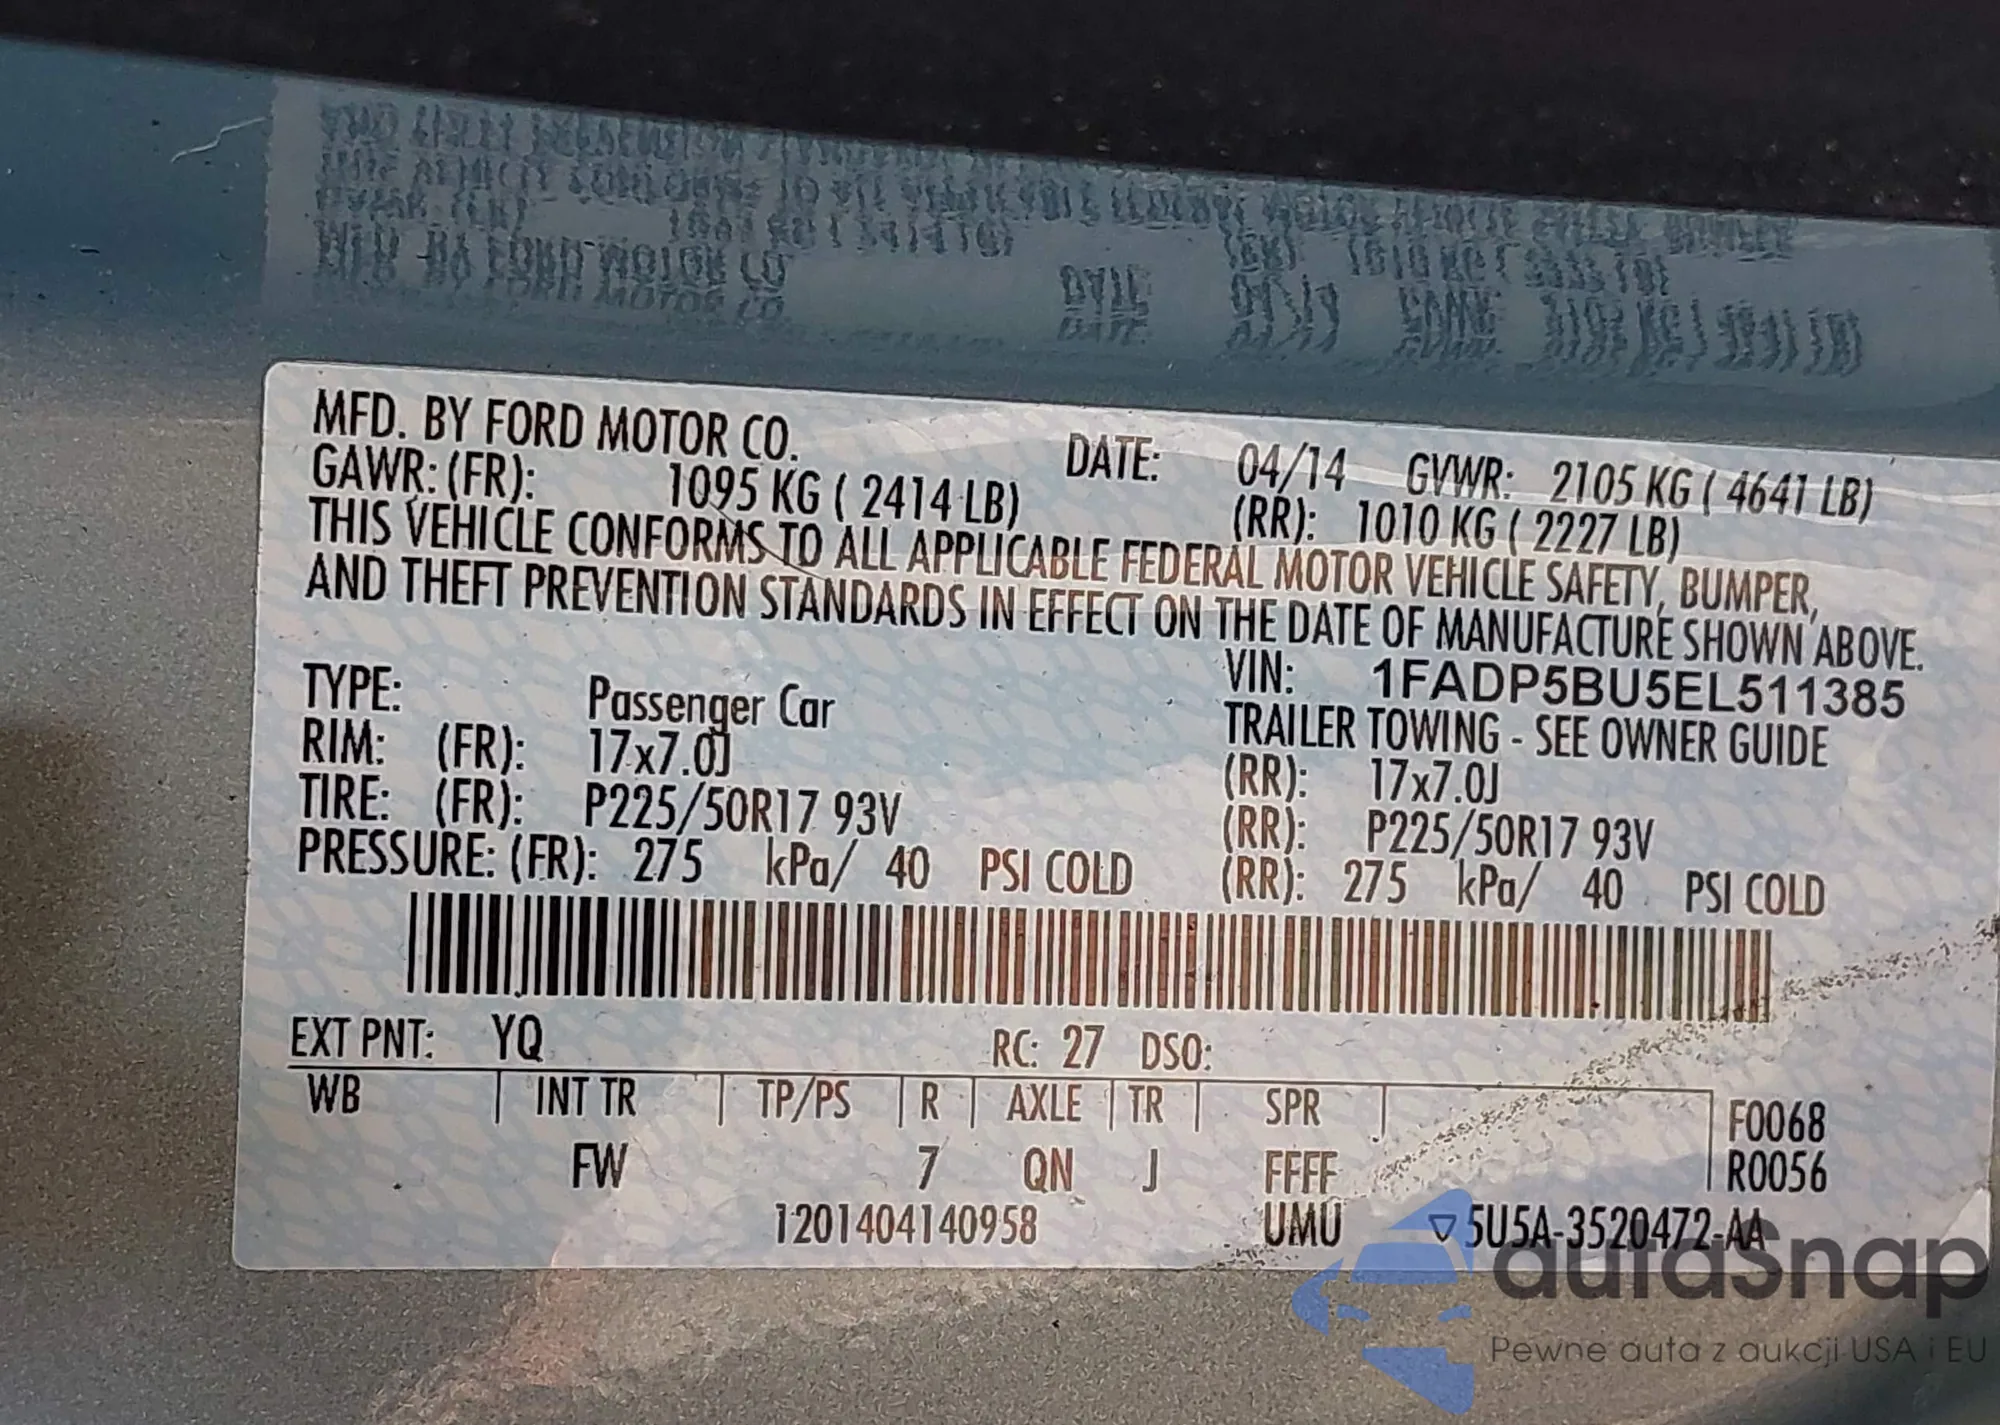 MFD. BY FORD MOTOR CO. DATE: 04/14 GVWR: 2105 KG ( 4641 LB)
GAWR: (FR): 1095 KG ( 2414 LB) (RR): 1010 KG ( 2227 LB)
THIS VEHICLE CONFORMS TO ALL APPLICABLE FEDERAL MOTOR VEHICLE SAFETY, BUMPER,
AND THEFT PREVENTION STANDARDS IN EFFECT ON THE DATE OF MANUFACTURE SHOWN ABOVE.
VIN: 1FADP5BU5EL511385
TYPE: Passenger Car TRAILER TOWING - SEE OWNER GUIDE
RIM: (FR): 17x7.0J (RR): 17x7.0J
TIRE: (FR): P225/50R17 93V (RR): P225/50R17 93V
PRESSURE: (FR): 275 kPa/ 40 PSI COLD (RR): 275 kPa/ 40 PSI COLD
EXT PNT: YQ RC: 27 DSO:
WB | INT TR | TP/PS | R | AXLE | TR | SPR | F0068
FW 7 QN J FFFF R0056
1201404140958 UMU ▽5U5A-3520472-AA
autaSnap
Pewne auta z aukcji USA i EU